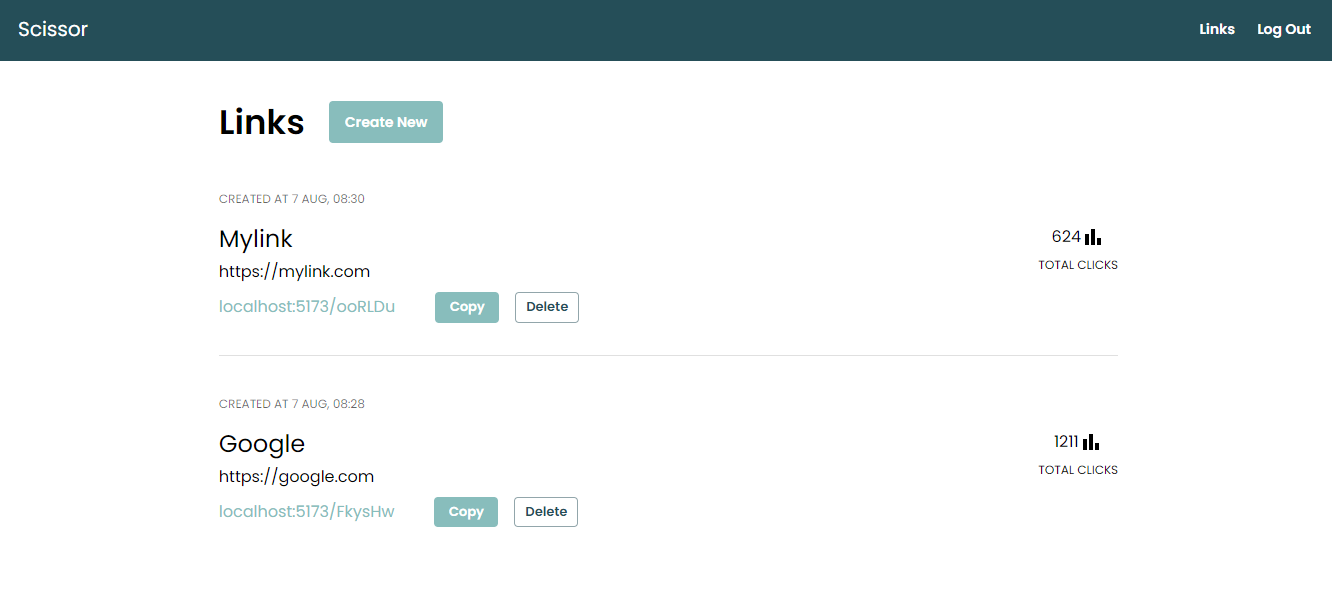 Scissor
Links Log Out
Links
Create New
CREATED AT 7 AUG, 08:30
Mylink
624
https://mylink.com
TOTAL CLICKS
localhost:5173/ooRLDu
Copy
Delete
CREATED AT 7 AUG, 08:28
Google
1211
https://google.com
TOTAL CLICKS
localhost:5173/FkysHw
Copy
Delete